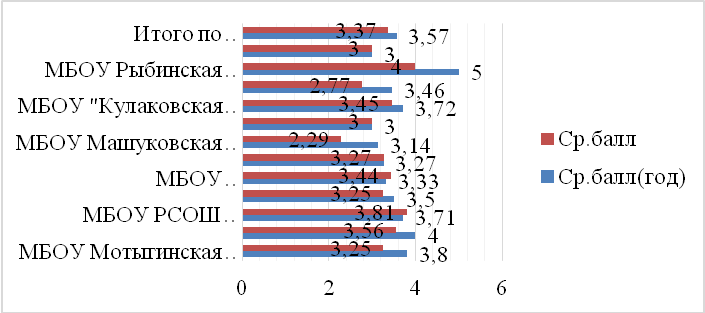 Итого по ..
3,37
3,57
3
3
МБОУ Рыбинская ..
4
5
2,77
3,46
МБОУ "Кулаковская ..
3,45
3,72
3
3
МБОУ Машуковская ..
2,29
3,14
3,27
3,27
МБОУ ..
3,44
3,33
3,25
3,5
МБОУ РСОШ ..
3,81
3,71
3,56
4
МБОУ Мотыгинская ..
3,25
3,8
0 2 4 6
Ср.балл
Ср.балл(год)